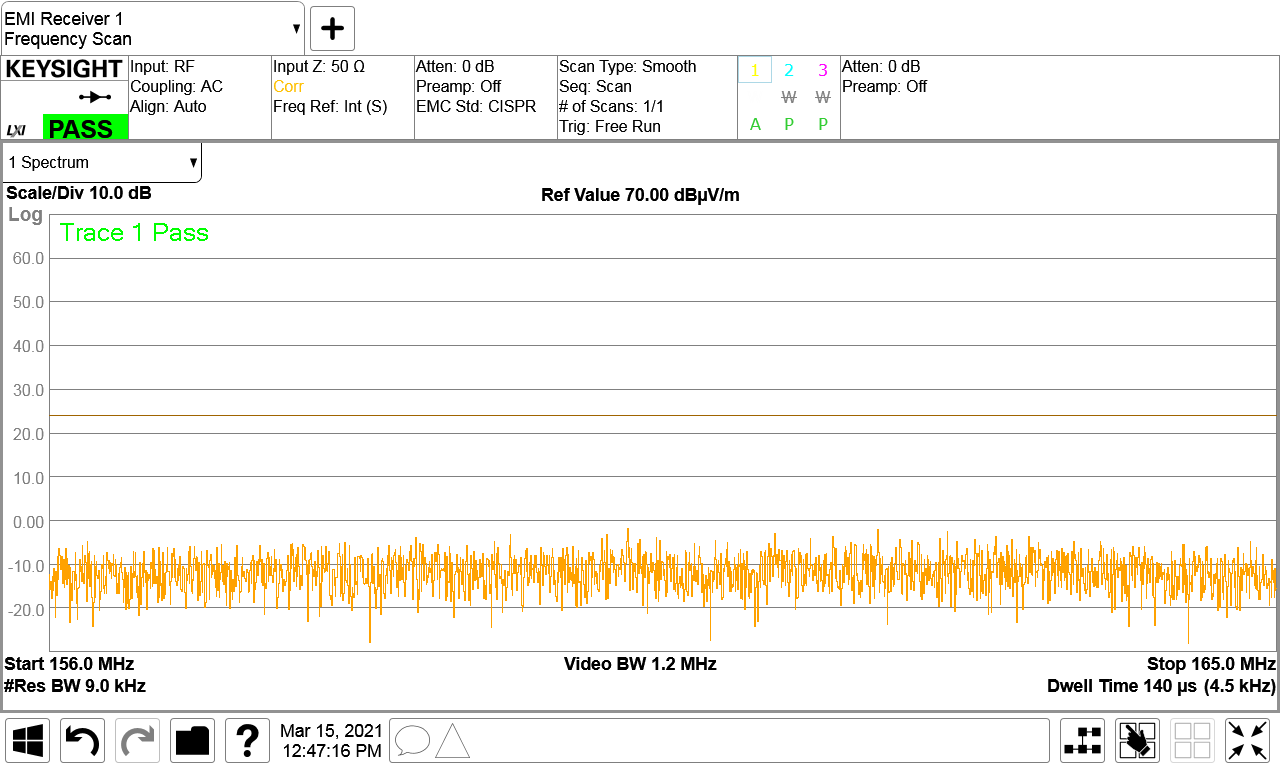 EMI Receiver 1
Frequency Scan
KEYSIGHT
LXI
PASS
Input: RF
Coupling: AC
Align: Auto
Input Z: 50 Ω
Corr
Freq Ref: Int (S)
Atten: 0 dB
Preamp: Off
EMC Std: CISPR
Scan Type: Smooth
Seq: Scan
# of Scans: 1/1
Trig: Free Run
1 2 3
W W
A P P
Atten: 0 dB
Preamp: Off
1 Spectrum
Scale/Div 10.0 dB
Ref Value 70.00 dBµV/m
Log
Trace 1 Pass
60.0
50.0
40.0
30.0
20.0
10.0
0.00
-10.0
-20.0
Start 156.0 MHz
Video BW 1.2 MHz
Stop 165.0 MHz
#Res BW 9.0 kHz
Dwell Time 140 µs (4.5 kHz)
?
Mar 15, 2021
12:47:16 PM